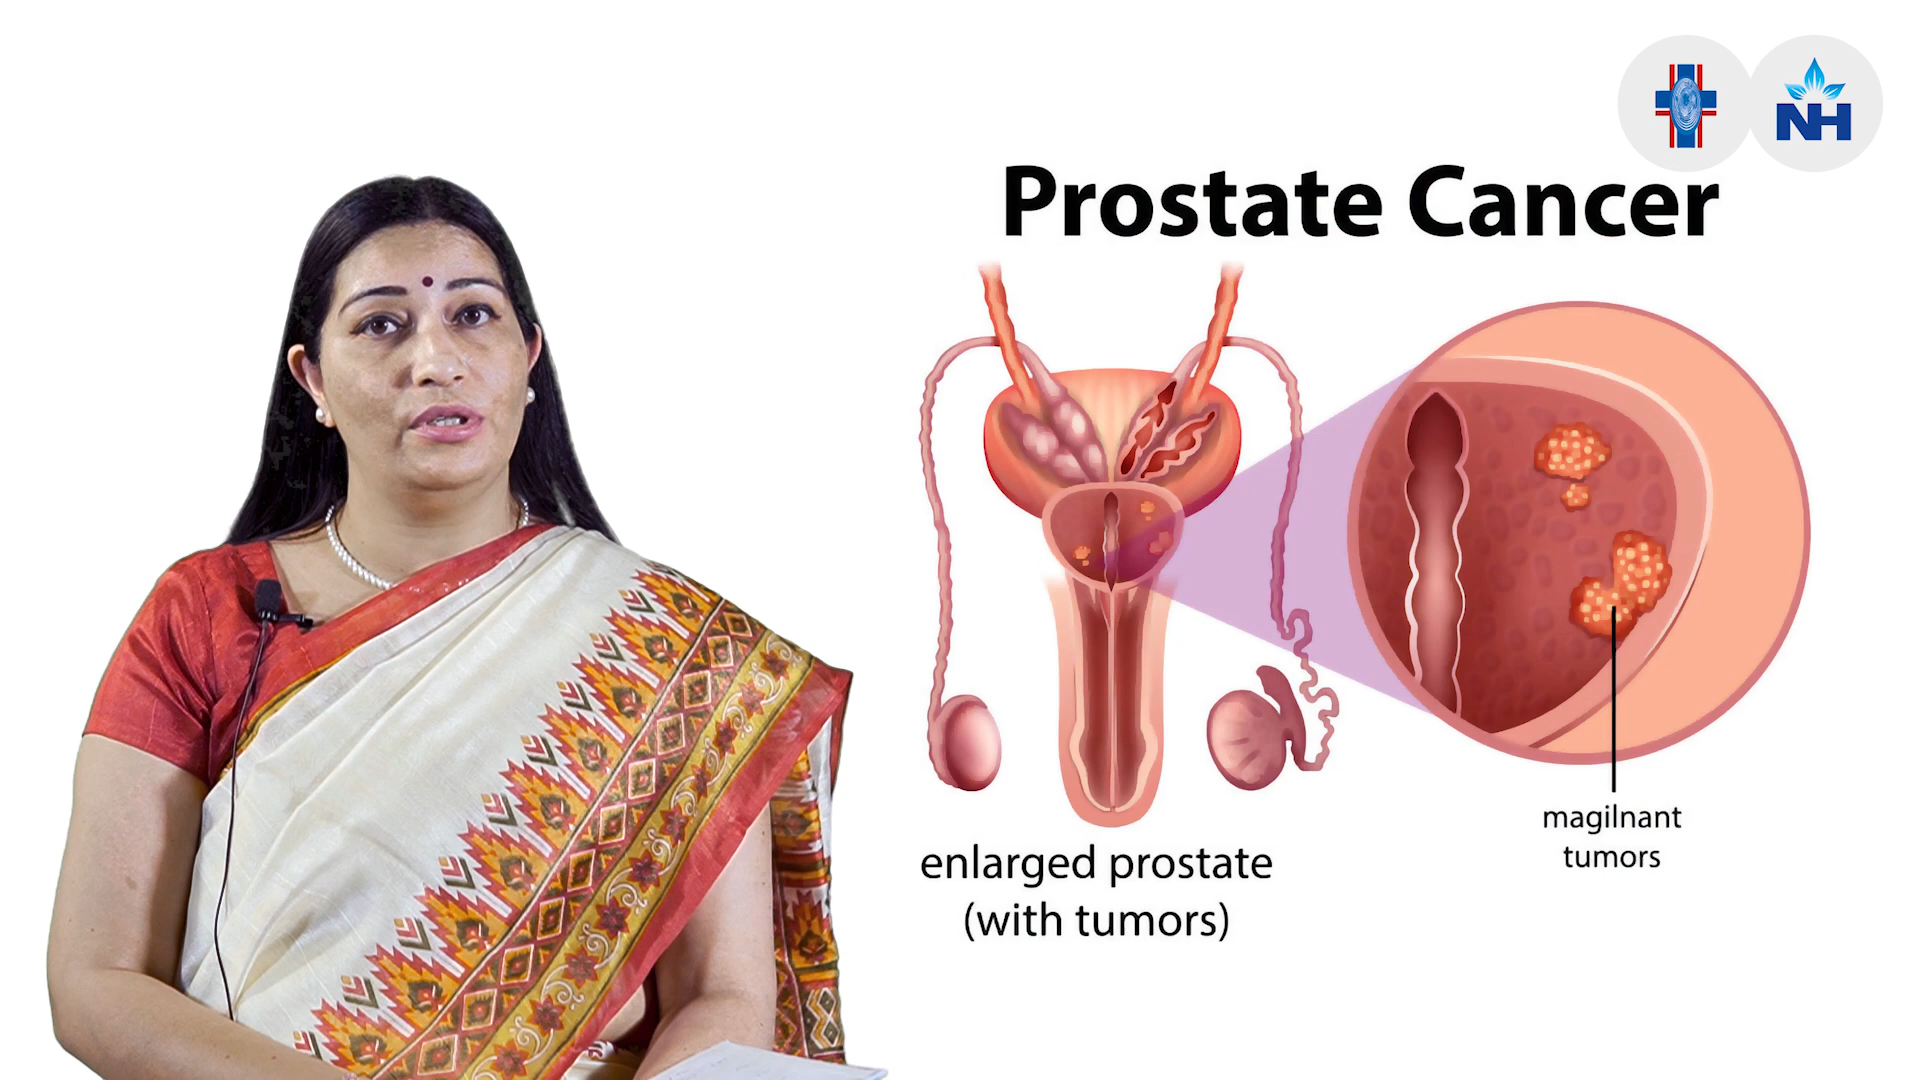 NH
Prostate Cancer
enlarged prostate
(with tumors)
magilnant
tumors